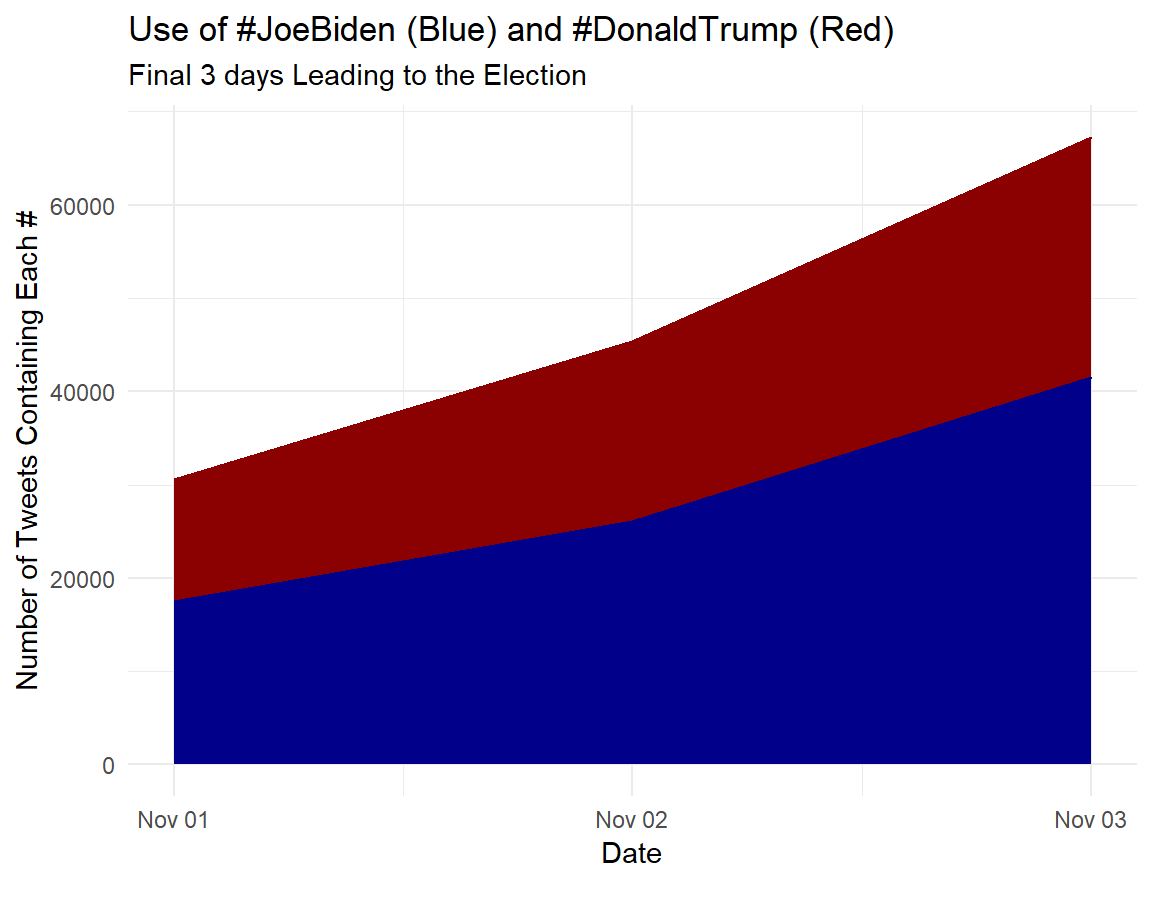 Use of #JoeBiden (Blue) and #DonaldTrump (Red)
Final 3 days Leading to the Election
Number of Tweets Containing Each #
60000
40000
20000
0
Nov 01
Nov 02
Nov 03
Date